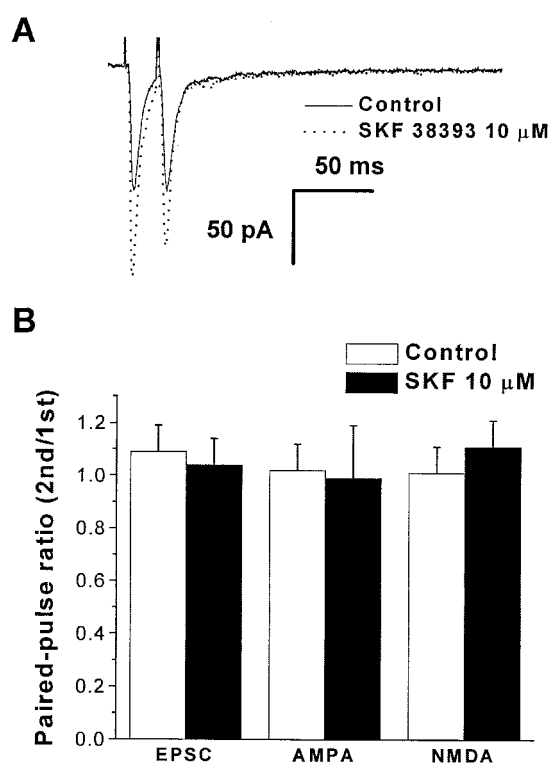 A
Control
SKF 38393 10 μM
50 ms
50 pA
B
Control
SKF 10 μM
Paired-pulse ratio (2nd/1st)
1.2
1.0
0.8
0.6
0.4
0.2
0.0
EPSC AMPA NMDA